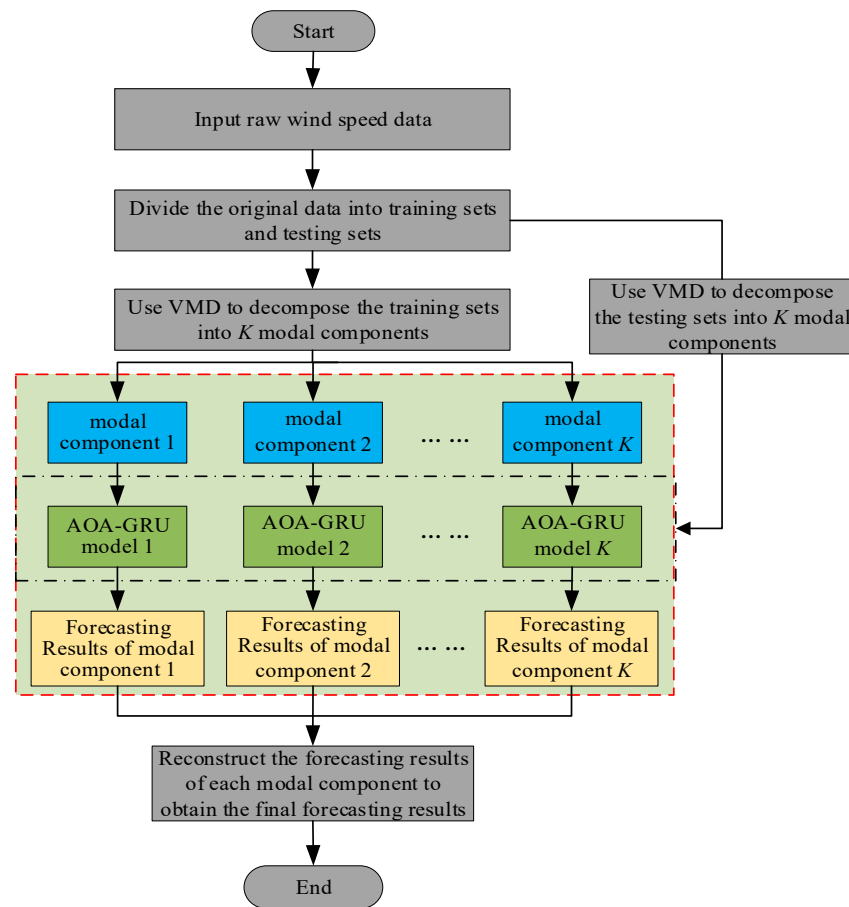 Start
Input raw wind speed data
Divide the original data into training sets
and testing sets
Use VMD to decompose the training sets
into K modal components
Use VMD to decompose
the testing sets into K modal
components
modal
component 1
modal
component 2
... ...
modal
component K
AOA-GRU
model 1
AOA-GRU
model 2
... ...
AOA-GRU
model K
Forecasting
Results of modal
component 1
Forecasting
Results of modal
component 2
... ...
Forecasting
Results of modal
component K
Reconstruct the forecasting results
of each modal component to
obtain the final forecasting results
End